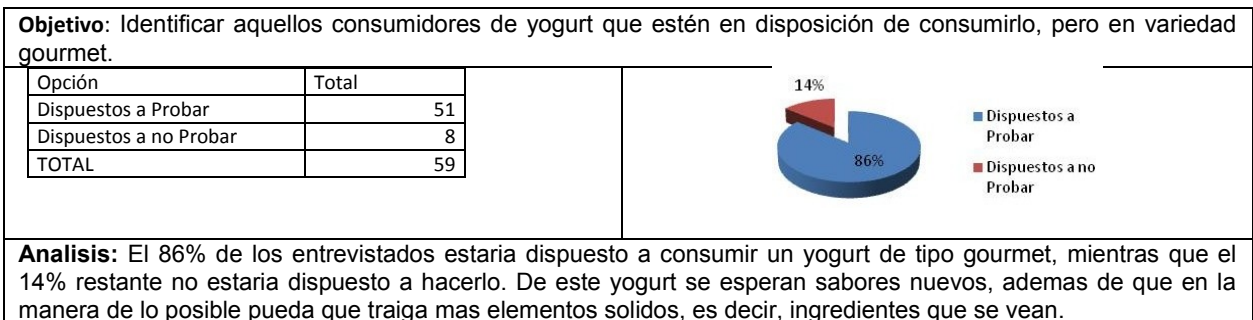 Objetivo: Identificar aquellos consumidores de yogurt que estén en disposición de consumirlo, pero en variedad
gourmet.
Opción Total
Dispuestos a Probar 51
Dispuestos a no Probar 8
TOTAL 59
14%
86%
Dispuestos a
Probar
Dispuestos a no
Probar
Analisis: El 86% de los entrevistados estaria dispuesto a consumir un yogurt de tipo gourmet, mientras que el
14% restante no estaria dispuesto a hacerlo. De este yogurt se esperan sabores nuevos, ademas de que en la
manera de lo posible pueda que traiga mas elementos solidos, es decir, ingredientes que se vean.